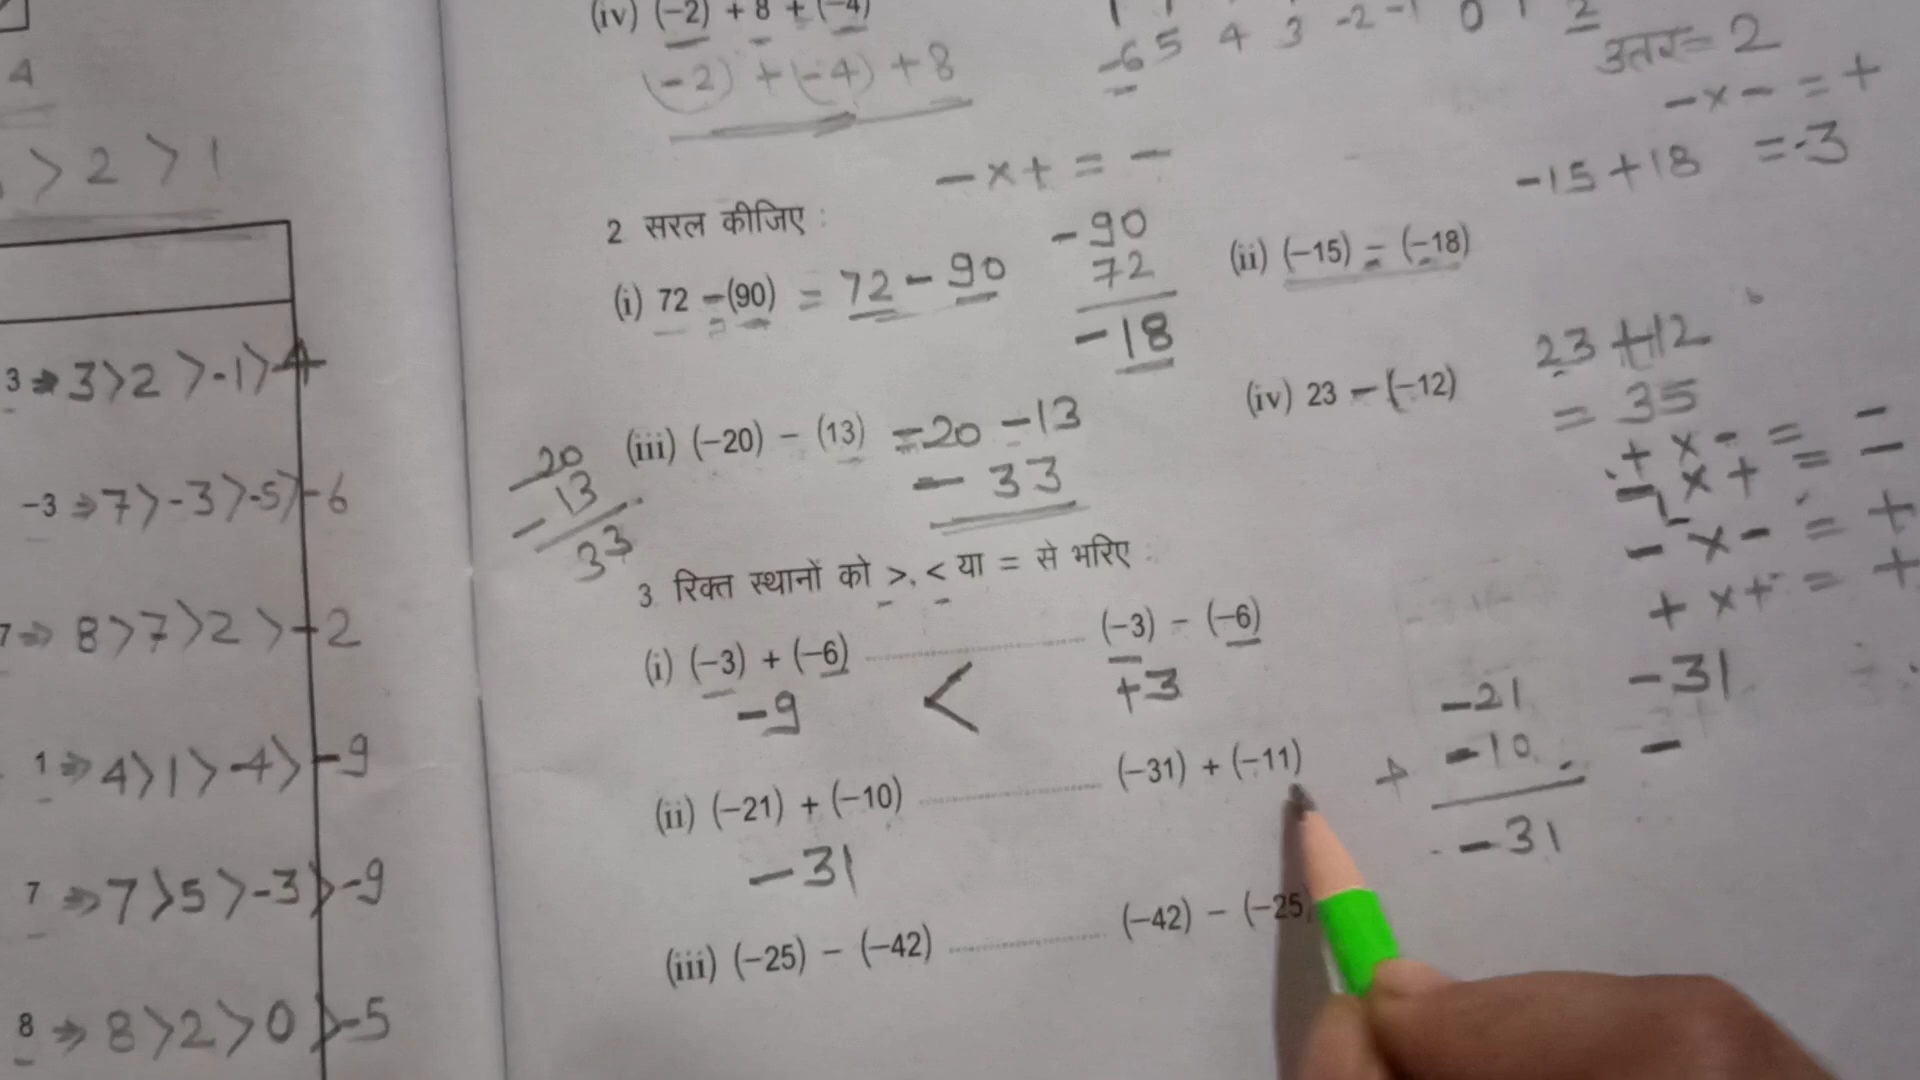 4
> 2 > 1
3 ⇒ 3>2 >-1>-4
-3 ⇒ 7>-3>-5>-6
7 ⇒ 8>7>2 >-2
1 ⇒ 4>1>-4>-9
7 ⇒ 7>5>-3>-9
8 ⇒ 8>2>0>-5
(iv) (−2) + 8 + (−4)
(-2) + (-4) + 8
-6 5 4 3 -2 -1 0 1 2
उतर = 2
- x - = +
- x + = -
-15 + 18 = -3
2 सरल कीजिए :
(i) 72 −(90) = 72 - 90
-90
72
-18
(ii) (−15) − (−18)
(iii) (−20) − (13) = -20 - 13
- 33
20
13
- 33
(iv) 23 − (−12)
23 + 12
= 35
+ x - = -
- x + = -
- x - = +
+ x + = +
3 रिक्त स्थानों को >, < या = से भरिए :
(i) (−3) + (−6) .......... (−3) − (−6)
-9 < +3
(ii) (−21) + (−10) .......... (−31) + (−11)
-31
-21
+ -10
-31
-31
-
(iii) (−25) − (−42) .......... (−42) − (−25)